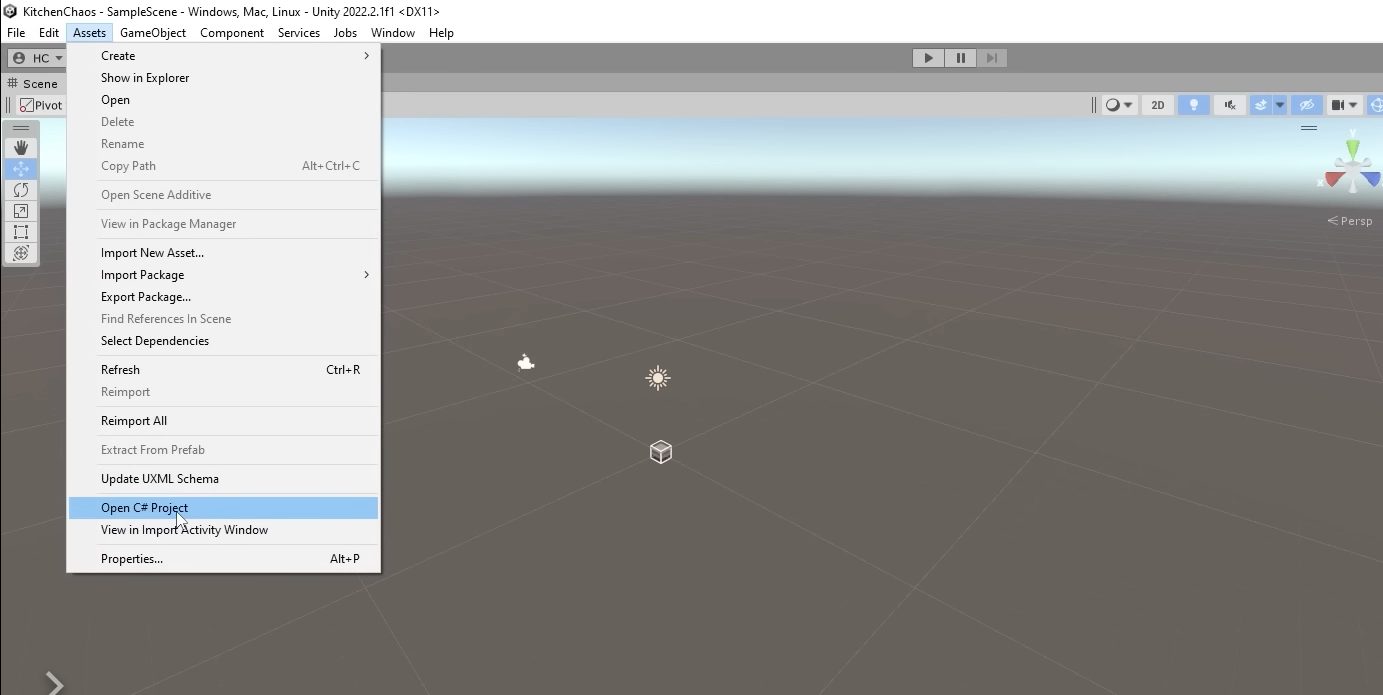 KitchenChaos - SampleScene - Windows, Mac, Linux - Unity 2022.2.1f1 <DX11>
File Edit Assets GameObject Component Services Jobs Window Help
HC
Scene
Pivot
2D
Create
Show in Explorer
Open
Delete
Rename
Copy Path Alt+Ctrl+C
Open Scene Additive
View in Package Manager
Import New Asset...
Import Package
Export Package...
Find References In Scene
Select Dependencies
Refresh Ctrl+R
Reimport
Reimport All
Extract From Prefab
Update UXML Schema
Open C# Project
View in Import Activity Window
Properties... Alt+P
y
x
Persp